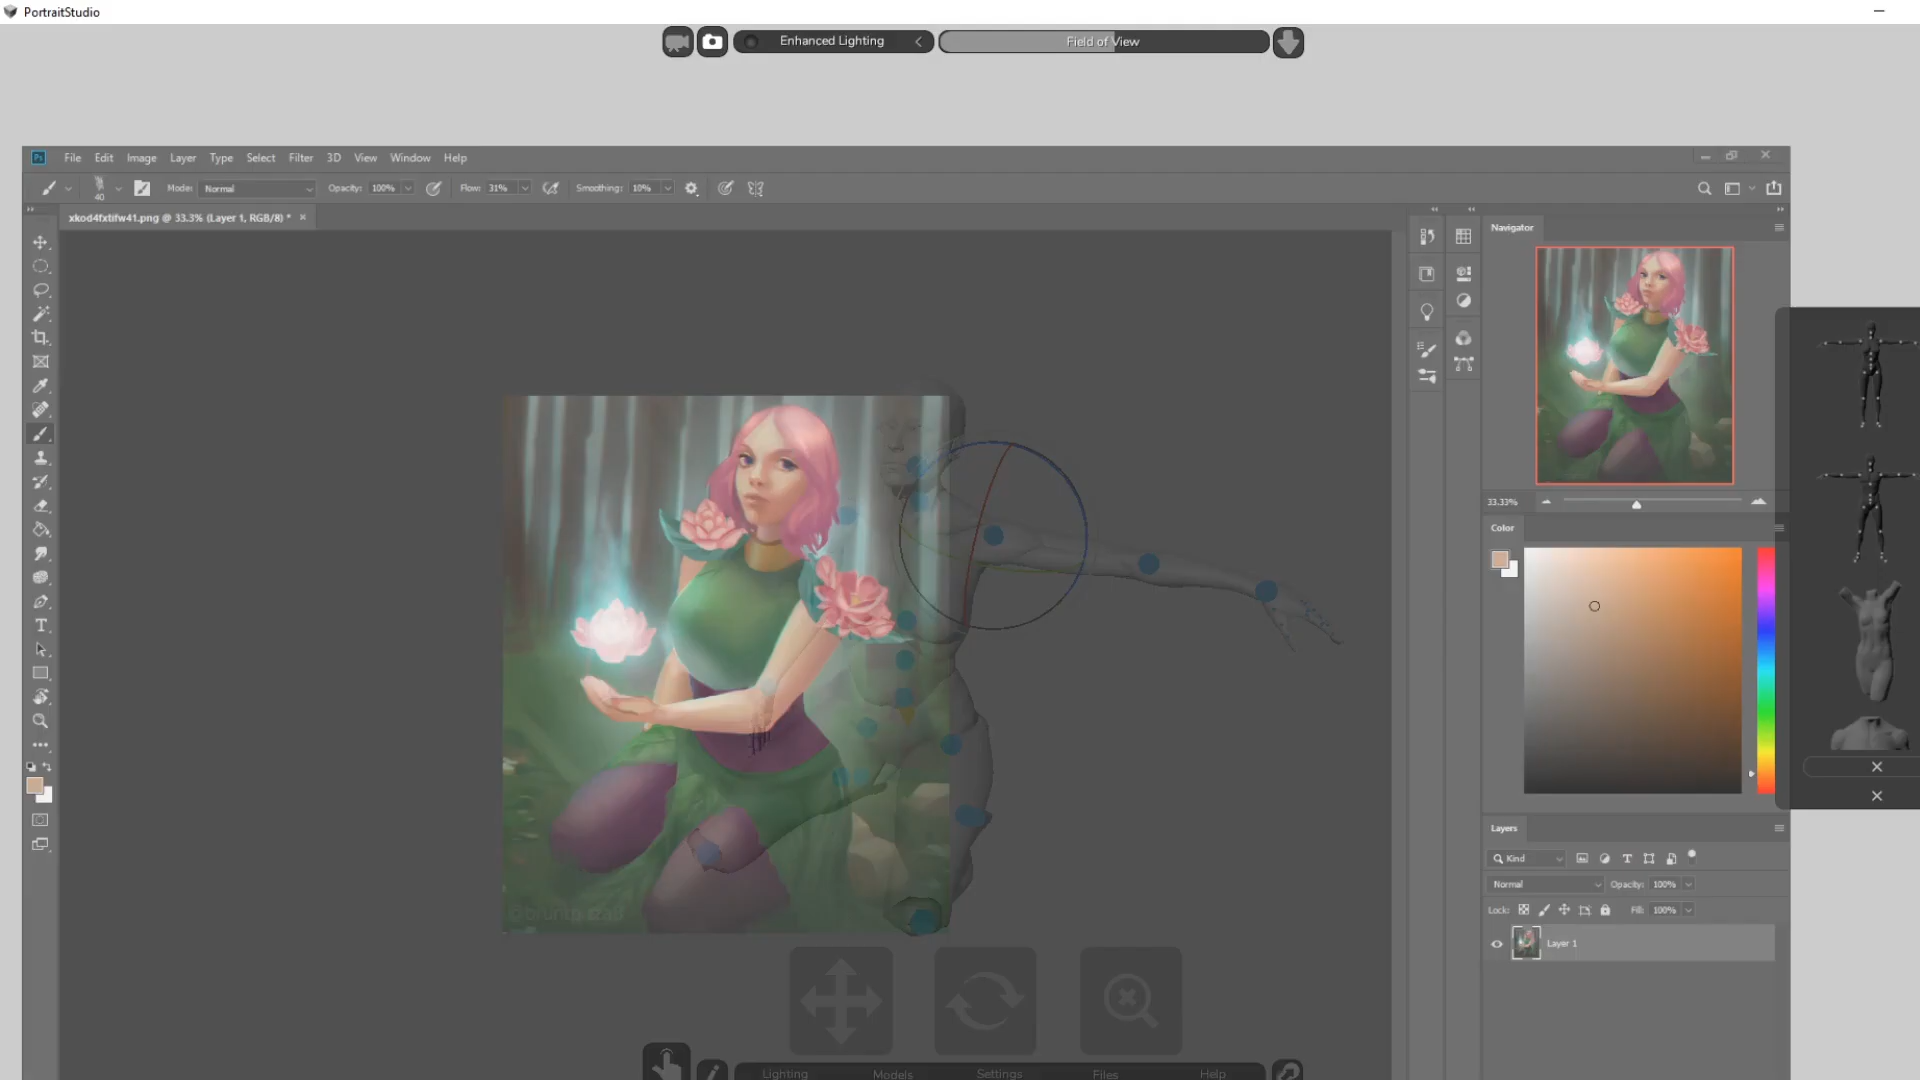 PortraitStudio
Enhanced Lighting
Field of View
Ps File Edit Image Layer Type Select Filter 3D View Window Help
40 Mode: Normal Opacity: 100% Flow: 31% Smoothing: 10%
xkod4fxtifw41.png @ 33.3% (Layer 1, RGB/8) *
Navigator
33.33%
Color
Layers
Kind
Normal Opacity: 100%
Lock: Fill: 100%
Layer 1
Lighting Models Settings Files Help